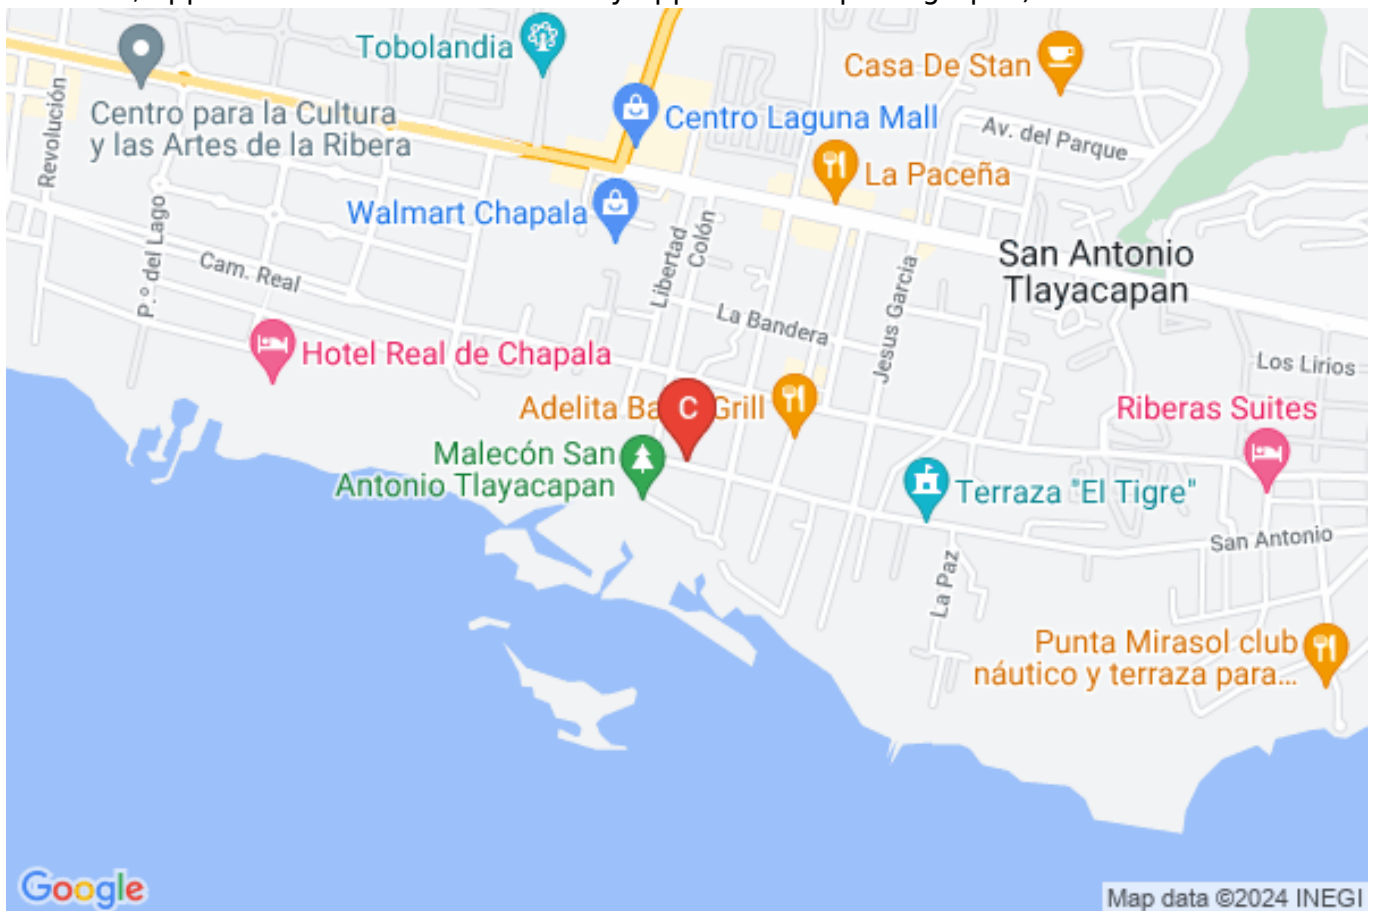 Tobolandia
Casa De Stan
Centro para la Cultura
y las Artes de la Ribera
Revolución
Centro Laguna Mall
Av. del Parque
La Paceña
Walmart Chapala
P.º del Lago
Cam. Real
Libertad
Colón
San Antonio
Tlayacapan
Jesus Garcia
La Bandera
Hotel Real de Chapala
Los Lirios
Adelita Ba
C
Grill
Riberas Suites
Malecón San
Antonio Tlayacapan
Terraza "El Tigre"
San Antonio
La Paz
Punta Mirasol club
náutico y terraza para...
Google
Map data ©2024 INEGI